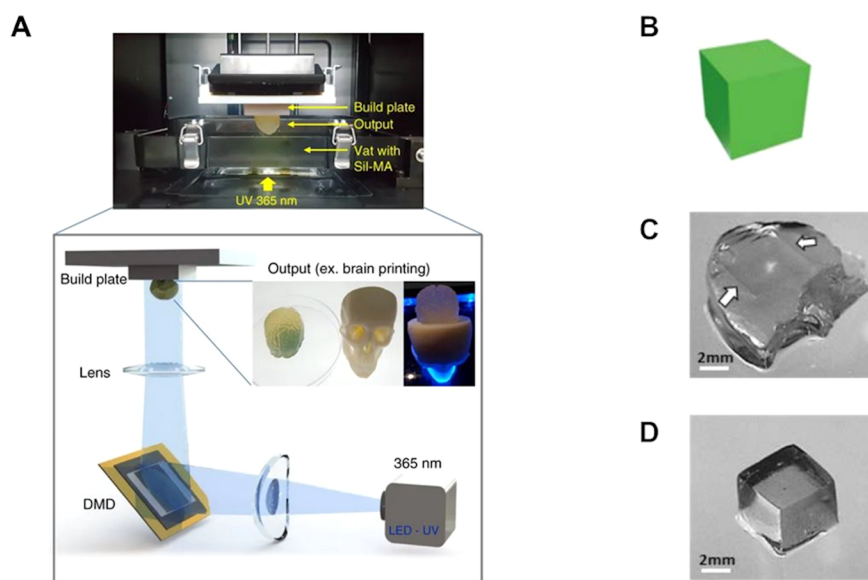 A
Build plate
Output
Vat with
Sil-MA
UV 365 nm
Build plate
Output (ex. brain printing)
Lens
DMD
365 nm
LED - UV
B
C
2mm
D
2mm